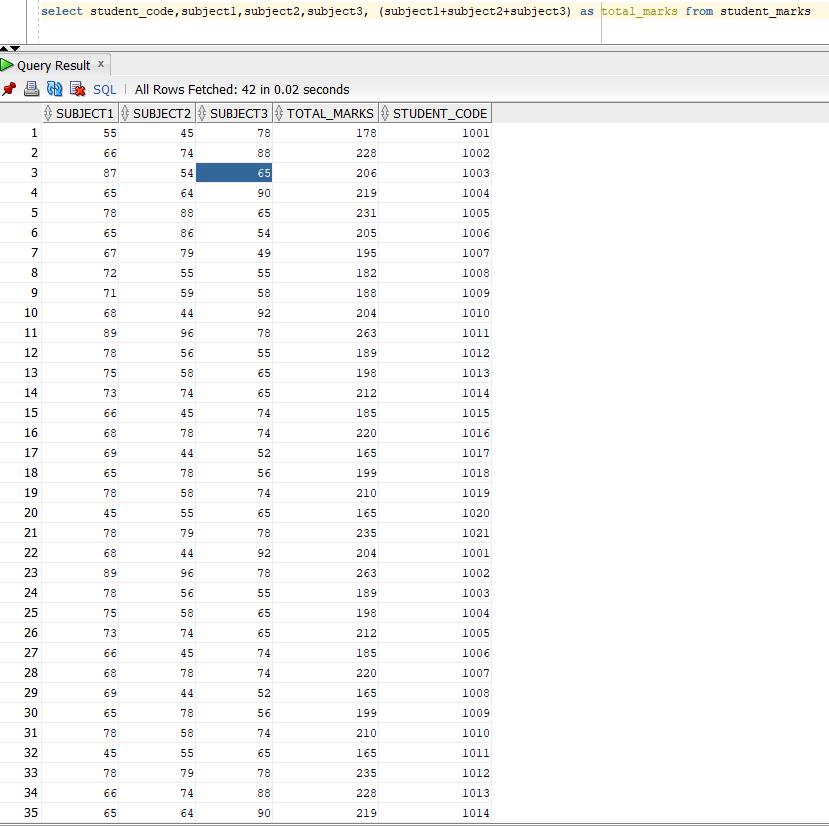 select student_code,subject1,subject2,subject3, (subject1+subject2+subject3) as total_marks from student_marks
Query Result x
SQL | All Rows Fetched: 42 in 0.02 seconds
SUBJECT1 SUBJECT2 SUBJECT3 TOTAL_MARKS STUDENT_CODE
1 55 45 78 178 1001
2 66 74 88 228 1002
3 87 54 65 206 1003
4 65 64 90 219 1004
5 78 88 65 231 1005
6 65 86 54 205 1006
7 67 79 49 195 1007
8 72 55 55 182 1008
9 71 59 58 188 1009
10 68 44 92 204 1010
11 89 96 78 263 1011
12 78 56 55 189 1012
13 75 58 65 198 1013
14 73 74 65 212 1014
15 66 45 74 185 1015
16 68 78 74 220 1016
17 69 44 52 165 1017
18 65 78 56 199 1018
19 78 58 74 210 1019
20 45 55 65 165 1020
21 78 79 78 235 1021
22 68 44 92 204 1001
23 89 96 78 263 1002
24 78 56 55 189 1003
25 75 58 65 198 1004
26 73 74 65 212 1005
27 66 45 74 185 1006
28 68 78 74 220 1007
29 69 44 52 165 1008
30 65 78 56 199 1009
31 78 58 74 210 1010
32 45 55 65 165 1011
33 78 79 78 235 1012
34 66 74 88 228 1013
35 65 64 90 219 1014